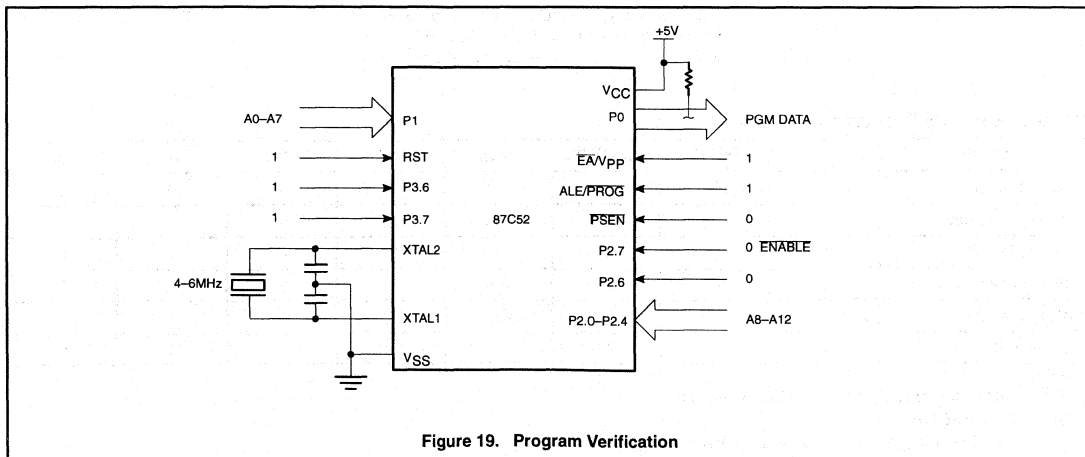 +5V
VCC
P0
PGM DATA
A0–A7
P1
1
RST
EA/VPP
1
1
P3.6
ALE/PROG
1
1
P3.7
87C52
PSEN
0
XTAL2
P2.7
0 ENABLE
4–6MHz
P2.6
0
XTAL1
P2.0–P2.4
A8–A12
VSS
Figure 19. Program Verification